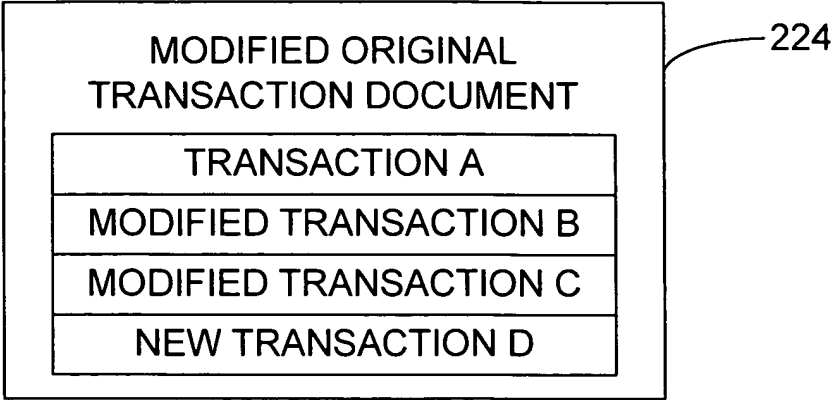 MODIFIED ORIGINAL
TRANSACTION DOCUMENT
224
TRANSACTION A
MODIFIED TRANSACTION B
MODIFIED TRANSACTION C
NEW TRANSACTION D